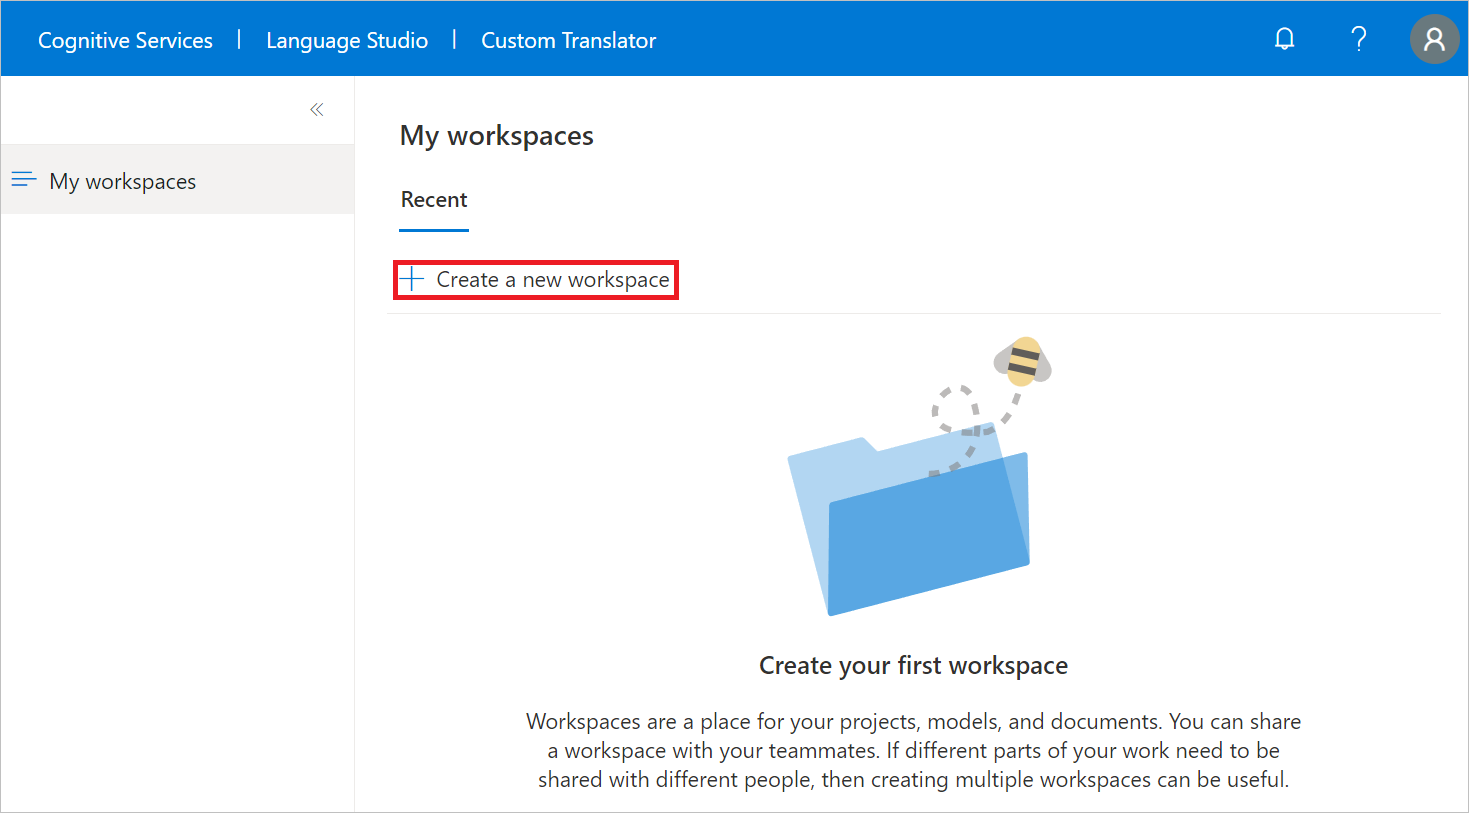 Cognitive Services | Language Studio | Custom Translator
My workspaces
My workspaces
Recent
Create a new workspace
Create your first workspace
Workspaces are a place for your projects, models, and documents. You can share
a workspace with your teammates. If different parts of your work need to be
shared with different people, then creating multiple workspaces can be useful.